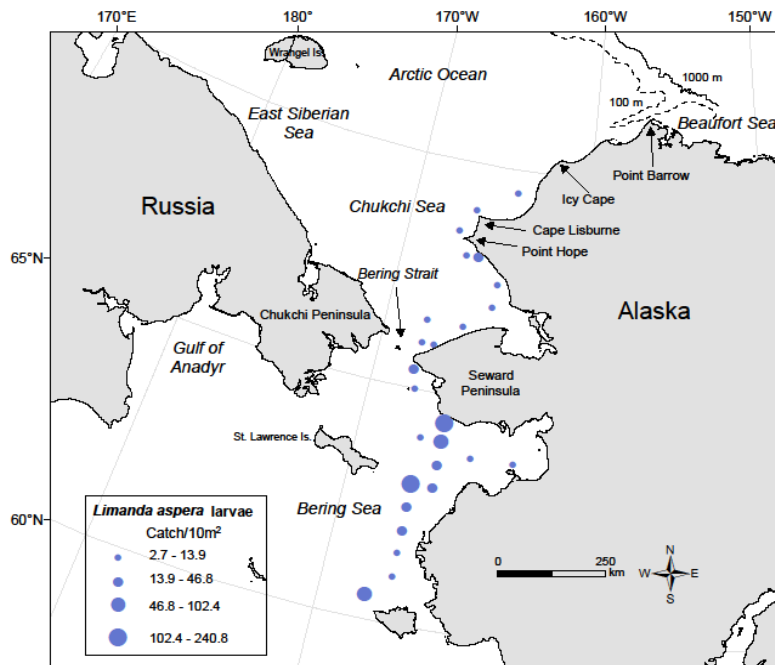 170°E
180°
170°W
160°W
150°W
Wrangel Is.
Arctic Ocean
1000 m
100 m
East Siberian
Sea
Beaufort Sea
Point Barrow
Icy Cape
Russia
Chukchi Sea
Cape Lisburne
Point Hope
65°N
Bering Strait
Alaska
Chukchi Peninsula
Gulf of
Anadyr
Seward
Peninsula
St. Lawrence Is.
Bering Sea
60°N
Limanda aspera larvae
Catch/10m²
2.7 - 13.9
13.9 - 46.8
46.8 - 102.4
102.4 - 240.8
0 250
km
N
W E
S